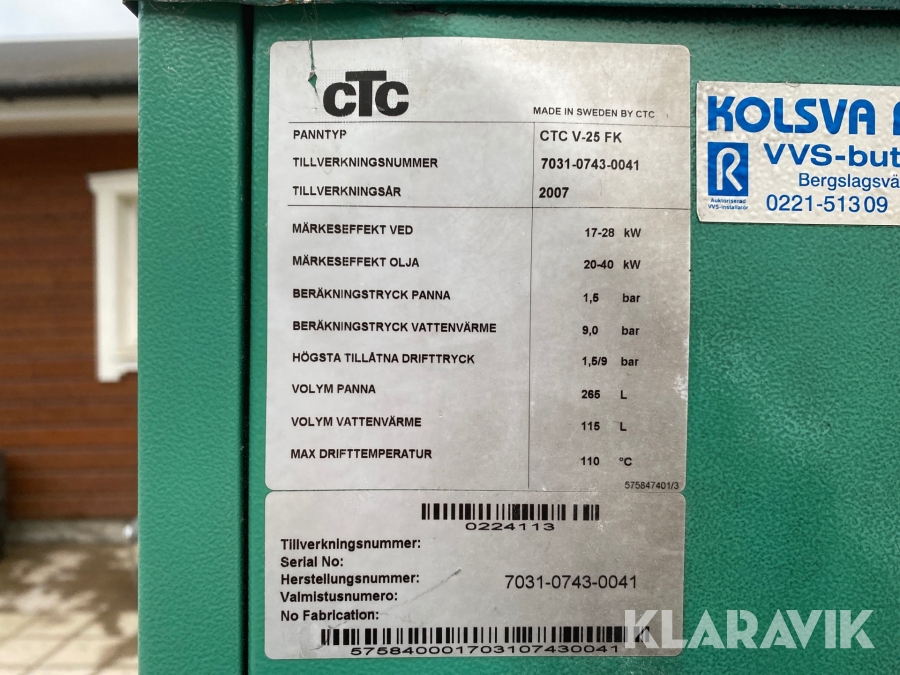 CTC
MADE IN SWEDEN BY CTC
PANNTYP CTC V-25 FK
TILLVERKNINGSNUMMER 7031-0743-0041
TILLVERKNINGSÅR 2007
MÄRKESEFFEKT VED 17-28 kW
MÄRKESEFFEKT OLJA 20-40 kW
BERÄKNINGSTRYCK PANNA 1,5 bar
BERÄKNINGSTRYCK VATTENVÄRME 9,0 bar
HÖGSTA TILLÅTNA DRIFTTRYCK 1,5/9 bar
VOLYM PANNA 265 L
VOLYM VATTENVÄRME 115 L
MAX DRIFTTEMPERATUR 110 °C
575847401/3
0224113
Tillverkningsnummer:
Serial No:
Herstellungsnummer: 7031-0743-0041
Valmistusnumero:
No Fabrication:
575840001703107430041
KOLSVA
VVS-but
Bergslagsvä
0221-513 09
R
Auktoriserad
VVS-installatör
KLARAVIK